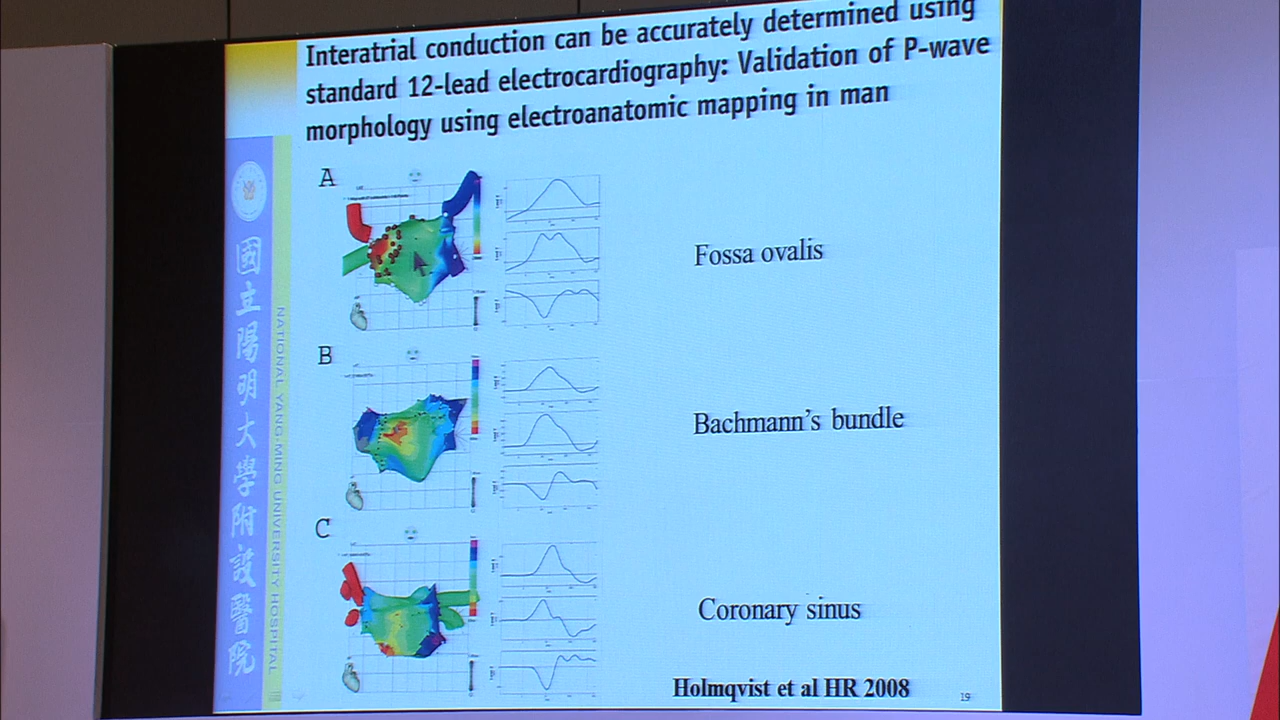 Interatrial conduction can be accurately determined using
standard 12-lead electrocardiography: Validation of P-wave
morphology using electroanatomic mapping in man
A
Fossa ovalis
B
Bachmann's bundle
C
Coronary sinus
Holmqvist et al HR 2008
19
國立陽明大學附設醫院
NATIONAL YANG-MING UNIVERSITY HOSPITAL